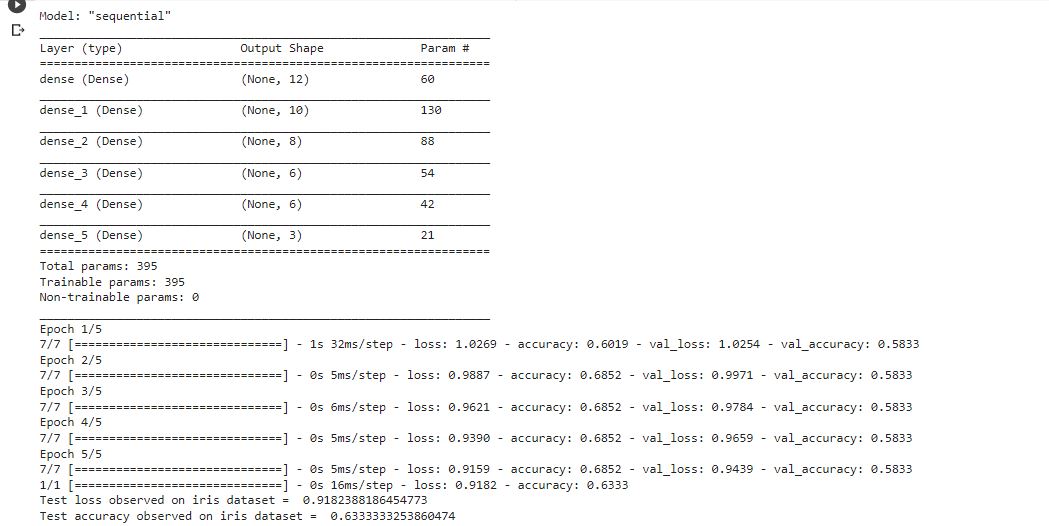 Model: "sequential"
Layer (type) Output Shape Param #
dense (Dense) (None, 12) 60
dense_1 (Dense) (None, 10) 130
dense_2 (Dense) (None, 8) 88
dense_3 (Dense) (None, 6) 54
dense_4 (Dense) (None, 6) 42
dense_5 (Dense) (None, 3) 21
Total params: 395
Trainable params: 395
Non-trainable params: 0
Epoch 1/5
7/7 [==============================] - 1s 32ms/step - loss: 1.0269 - accuracy: 0.6019 - val_loss: 1.0254 - val_accuracy: 0.5833
Epoch 2/5
7/7 [==============================] - 0s 5ms/step - loss: 0.9887 - accuracy: 0.6852 - val_loss: 0.9971 - val_accuracy: 0.5833
Epoch 3/5
7/7 [==============================] - 0s 6ms/step - loss: 0.9621 - accuracy: 0.6852 - val_loss: 0.9784 - val_accuracy: 0.5833
Epoch 4/5
7/7 [==============================] - 0s 5ms/step - loss: 0.9390 - accuracy: 0.6852 - val_loss: 0.9659 - val_accuracy: 0.5833
Epoch 5/5
7/7 [==============================] - 0s 5ms/step - loss: 0.9159 - accuracy: 0.6852 - val_loss: 0.9439 - val_accuracy: 0.5833
1/1 [==============================] - 0s 16ms/step - loss: 0.9182 - accuracy: 0.6333
Test loss observed on iris dataset =  0.9182388186454773
Test accuracy observed on iris dataset =  0.6333333253860474